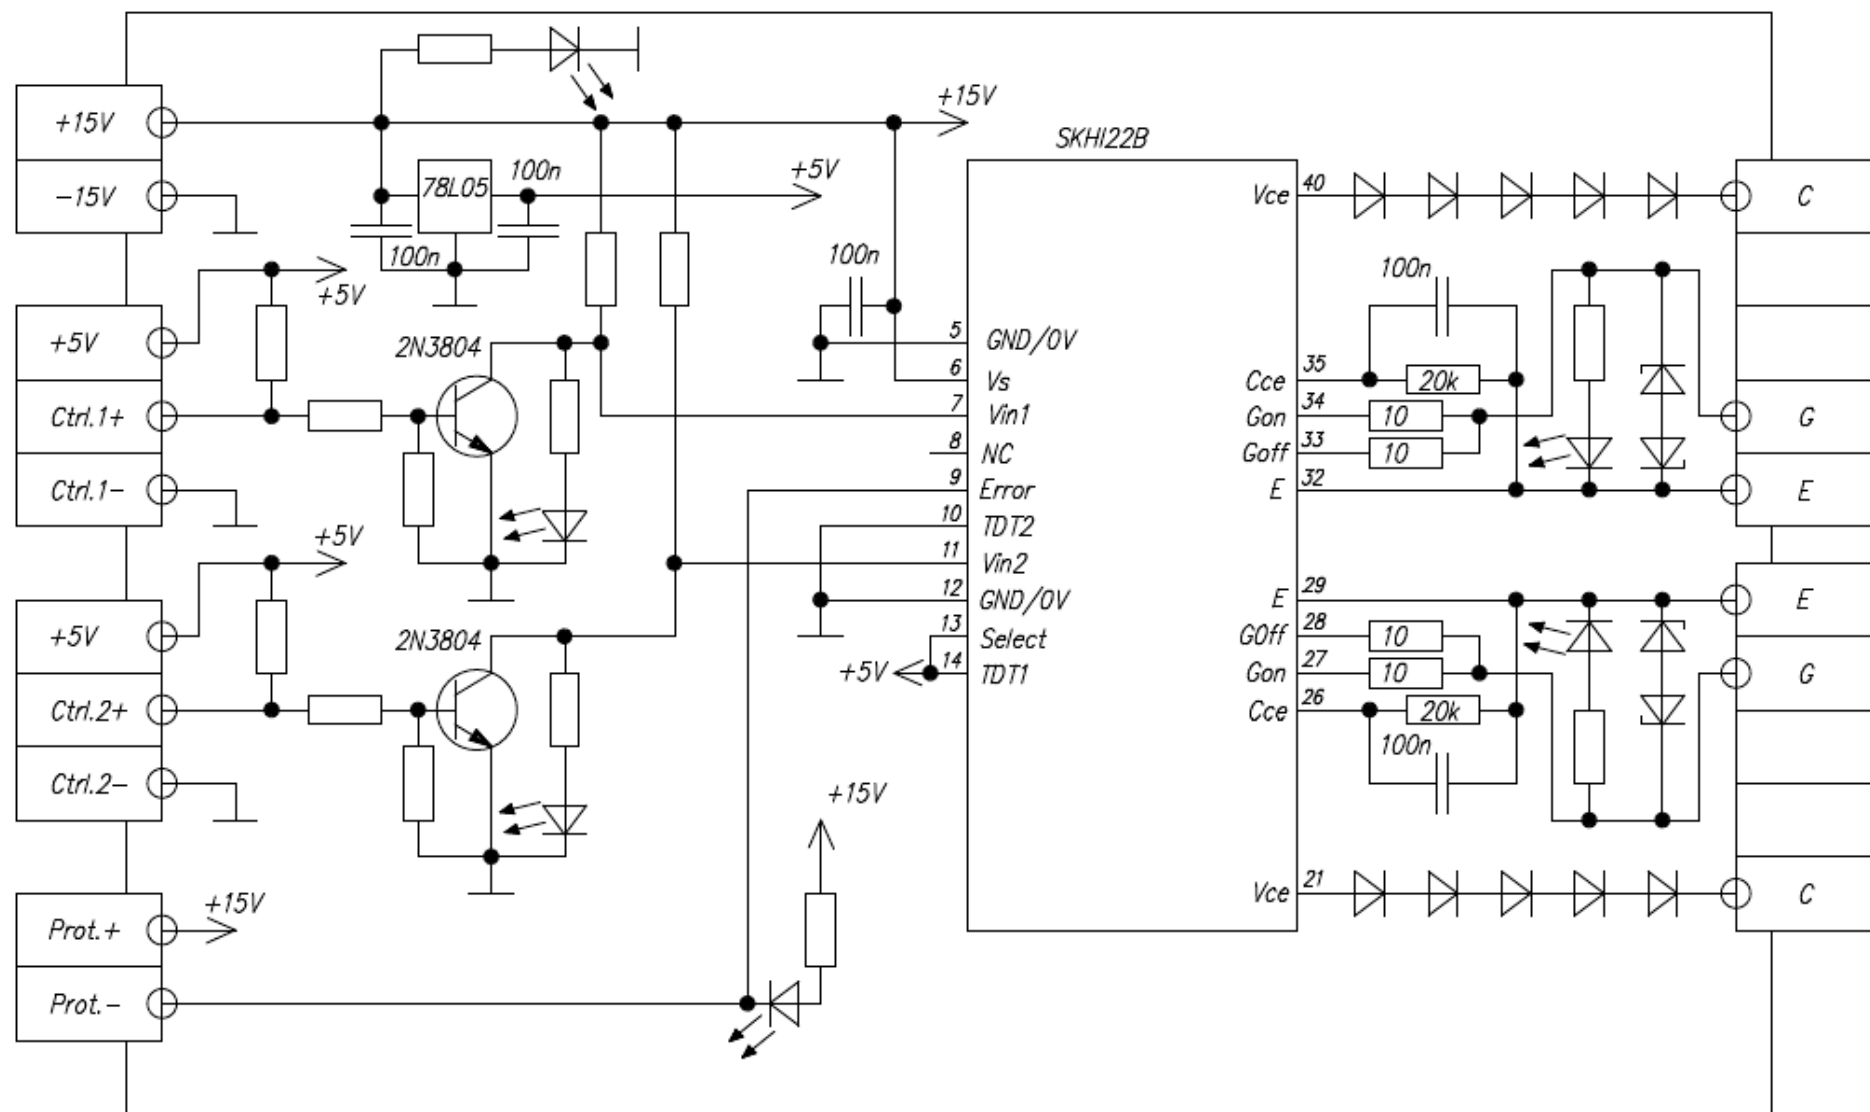 +15V
-15V
+5V
Ctrl.1+
Ctrl.1-
+5V
Ctrl.2+
Ctrl.2-
Prot.+
Prot.-
+15V
78L05
100n
100n
+5V
+5V
2N3804
+5V
2N3804
+15V
+15V
100n
+5V
SKHI22B
5 GND/0V
6 Vs
7 Vin1
8 NC
9 Error
10 TDT2
11 Vin2
12 GND/0V
13 Select
14 TDT1
Vce 40
Cce 35
Gon 34
Goff 33
E 32
E 29
GOff 28
Gon 27
Cce 26
Vce 21
100n
20k
10
10
10
10
20k
100n
C
G
E
E
G
C